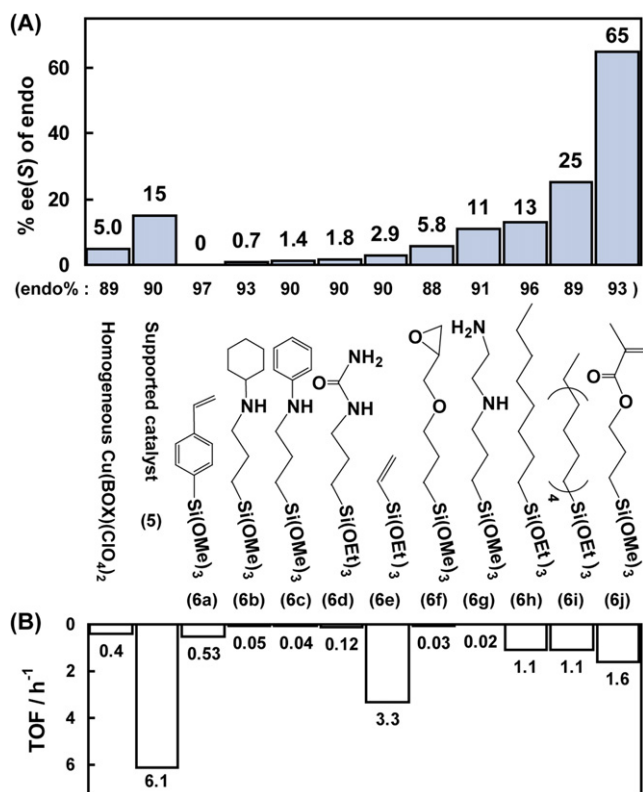 (A)
% ee(S) of endo
60
40
20
0
5.0
15
0
0.7
1.4
1.8
2.9
5.8
11
13
25
65
(endo% : 89 90 97 93 90 90 90 88 91 96 89 93 )
Homogeneous Cu(BOX)(ClO4)2
Supported catalyst
(5)
Si(OMe)3
(6a)
NH
Si(OMe)3
(6b)
NH
Si(OMe)3
(6c)
NH2
O
NH
Si(OEt)3
(6d)
Si(OEt)3
(6e)
O
O
Si(OMe)3
(6f)
H2N
NH
Si(OMe)3
(6g)
Si(OEt)3
(6h)
4
Si(OEt)3
(6i)
O
O
Si(OMe)3
(6j)
(B)
TOF / h-1
0
2
4
6
0.4
6.1
0.53
0.05
0.04
0.12
3.3
0.03
0.02
1.1
1.1
1.6